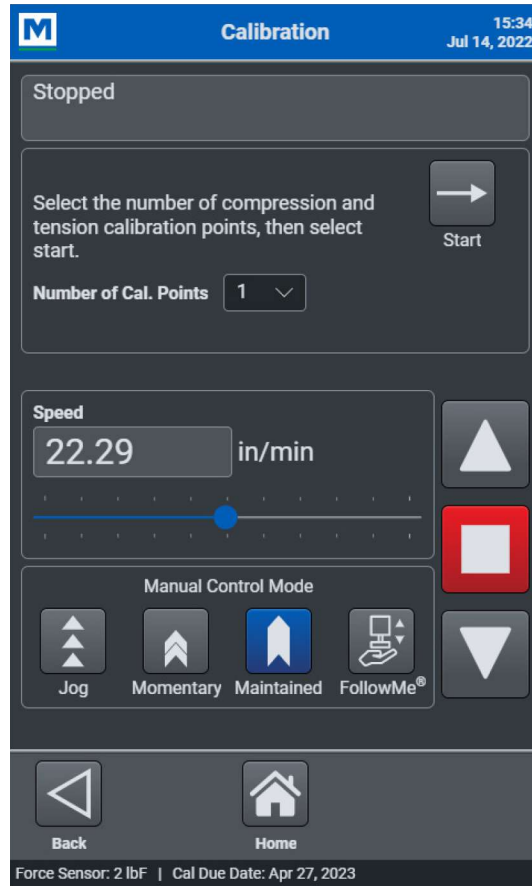 M
Calibration
15:34
Jul 14, 2022
Stopped
Select the number of compression and
tension calibration points, then select
start.
Start
Number of Cal. Points
1
Speed
22.29
in/min
Manual Control Mode
Jog
Momentary
Maintained
FollowMe®
Back
Home
Force Sensor: 2 lbF | Cal Due Date: Apr 27, 2023